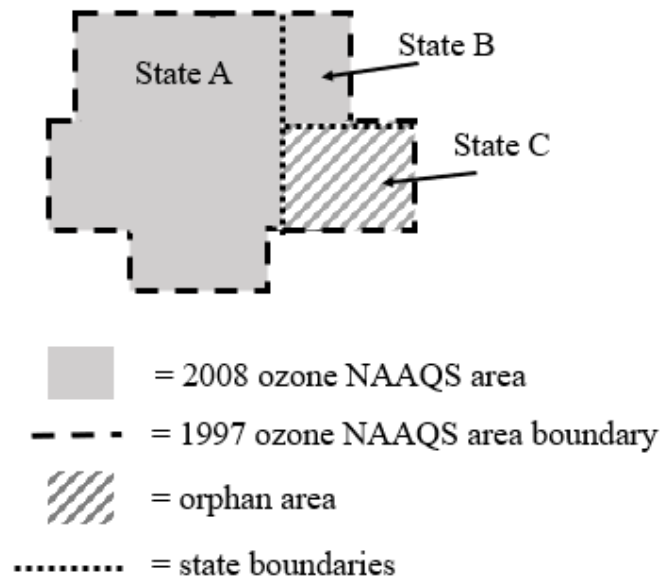 State B
State A
State C
= 2008 ozone NAAQS area
= 1997 ozone NAAQS area boundary
= orphan area
= state boundaries